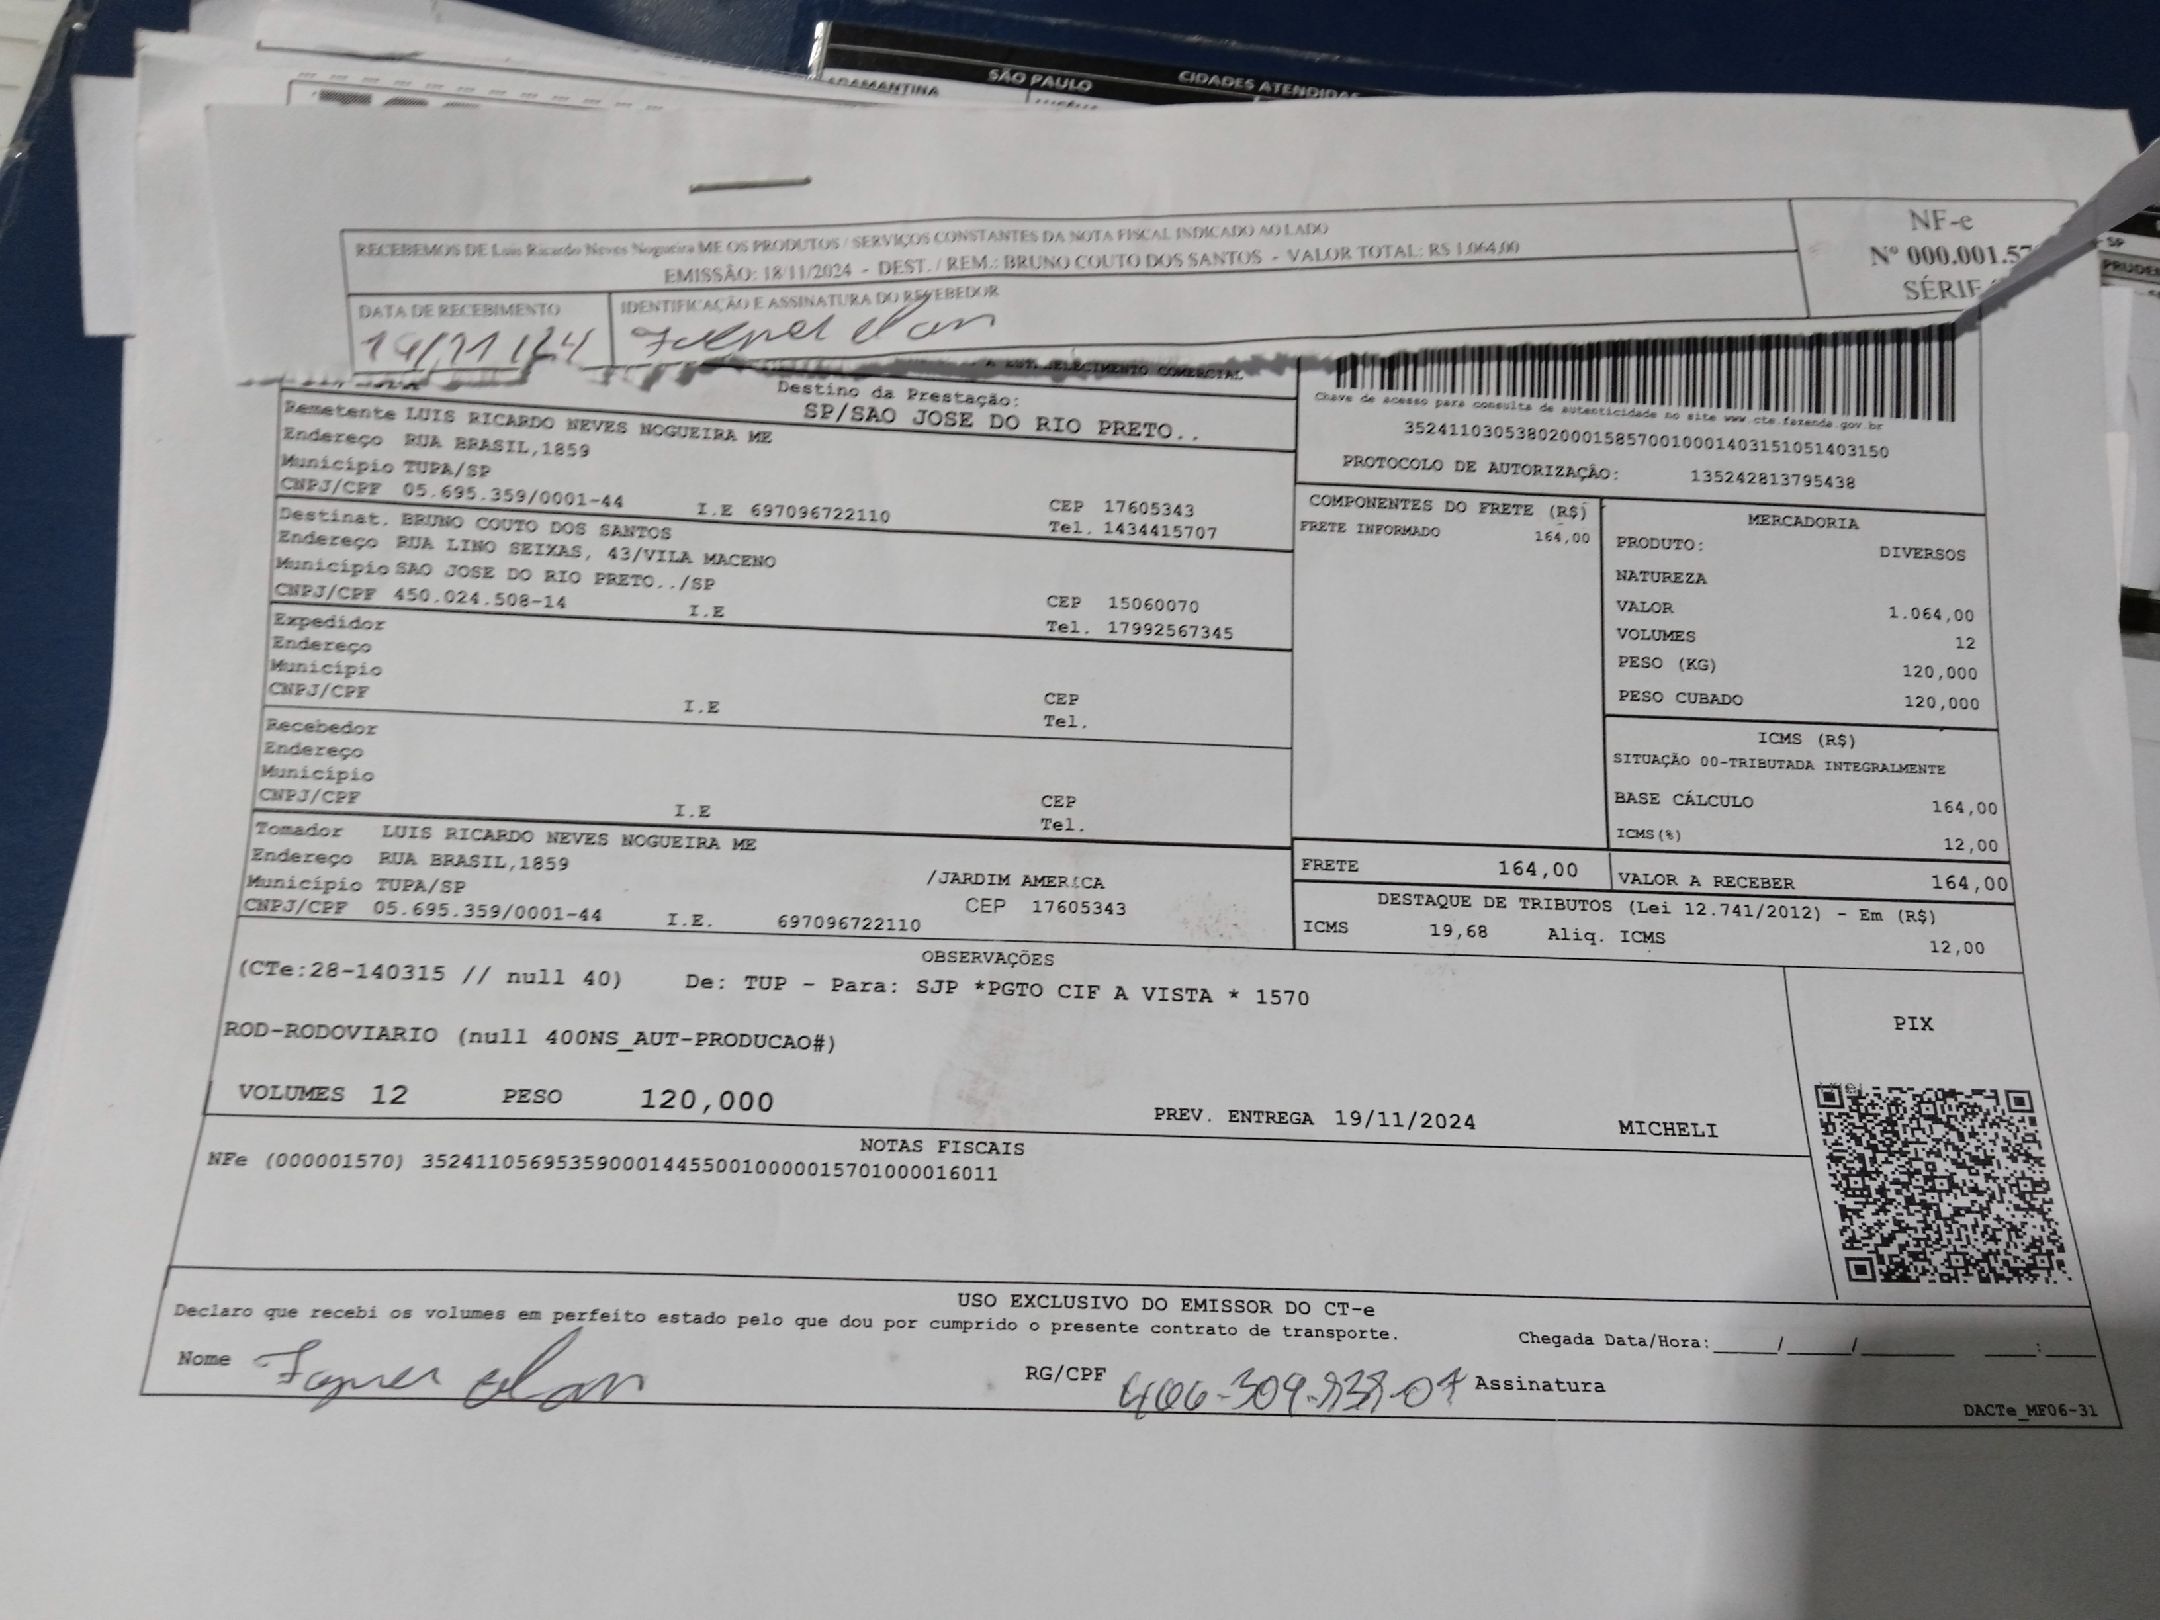 SÃO PAULO CIDADES ATENDIDAS
ADAMANTINA
RECEBEMOS DE Luis Ricardo Neves Nogueira ME OS PRODUTOS / SERVIÇOS CONSTANTES DA NOTA FISCAL INDICADO AO LADO
EMISSÃO: 18/11/2024 - DEST. / REM.: BRUNO COUTO DOS SANTOS - VALOR TOTAL: R$ 1.064,00
NF-e
Nº 000.001.57
SÉRIE
DATA DE RECEBIMENTO
IDENTIFICAÇÃO E ASSINATURA DO RECEBEDOR
19/11/24
ESTABELECIMENTO COMERCIAL
Destino da Prestação:
SP/SAO JOSE DO RIO PRETO..
Chave de acesso para consulta de autenticidade no site www.cte.fazenda.gov.br
35241103053802000158570010001403151051403150
PROTOCOLO DE AUTORIZAÇÃO: 135242813795438
Remetente LUIS RICARDO NEVES NOGUEIRA ME
Endereço RUA BRASIL,1859
Município TUPA/SP
CNPJ/CPF 05.695.359/0001-44 I.E 697096722110
CEP 17605343
Tel. 1434415707
Destinat. BRUNO COUTO DOS SANTOS
Endereço RUA LINO SEIXAS, 43/VILA MACENO
Município SAO JOSE DO RIO PRETO../SP
CNPJ/CPF 450.024.508-14 I.E
CEP 15060070
Tel. 17992567345
Expedidor
Endereço
Município
CNPJ/CPF I.E
CEP
Tel.
Recebedor
Endereço
Município
CNPJ/CPF I.E
CEP
Tel.
Tomador LUIS RICARDO NEVES NOGUEIRA ME
Endereço RUA BRASIL,1859 /JARDIM AMERICA
Município TUPA/SP CEP 17605343
CNPJ/CPF 05.695.359/0001-44 I.E. 697096722110
COMPONENTES DO FRETE (R$)
FRETE INFORMADO 164,00
MERCADORIA
PRODUTO: DIVERSOS
NATUREZA
VALOR 1.064,00
VOLUMES 12
PESO (KG) 120,000
PESO CUBADO 120,000
ICMS (R$)
SITUAÇÃO 00-TRIBUTADA INTEGRALMENTE
BASE CÁLCULO 164,00
ICMS(%) 12,00
FRETE 164,00
VALOR A RECEBER 164,00
DESTAQUE DE TRIBUTOS (Lei 12.741/2012) - Em (R$)
ICMS 19,68 Aliq. ICMS 12,00
OBSERVAÇÕES
(CTe:28-140315 // null 40) De: TUP - Para: SJP *PGTO CIF A VISTA * 1570
ROD-RODOVIARIO (null 400NS_AUT-PRODUCAO#)
PIX
VOLUMES 12 PESO 120,000 PREV. ENTREGA 19/11/2024 MICHELI
NOTAS FISCAIS
NFe (000001570) 35241105695359000144550010000015701000016011
USO EXCLUSIVO DO EMISSOR DO CT-e
Declaro que recebi os volumes em perfeito estado pelo que dou por cumprido o presente contrato de transporte.
Chegada Data/Hora:_____/_____/_______ ____:____
Nome
RG/CPF
Assinatura
DACTe_MF06-31